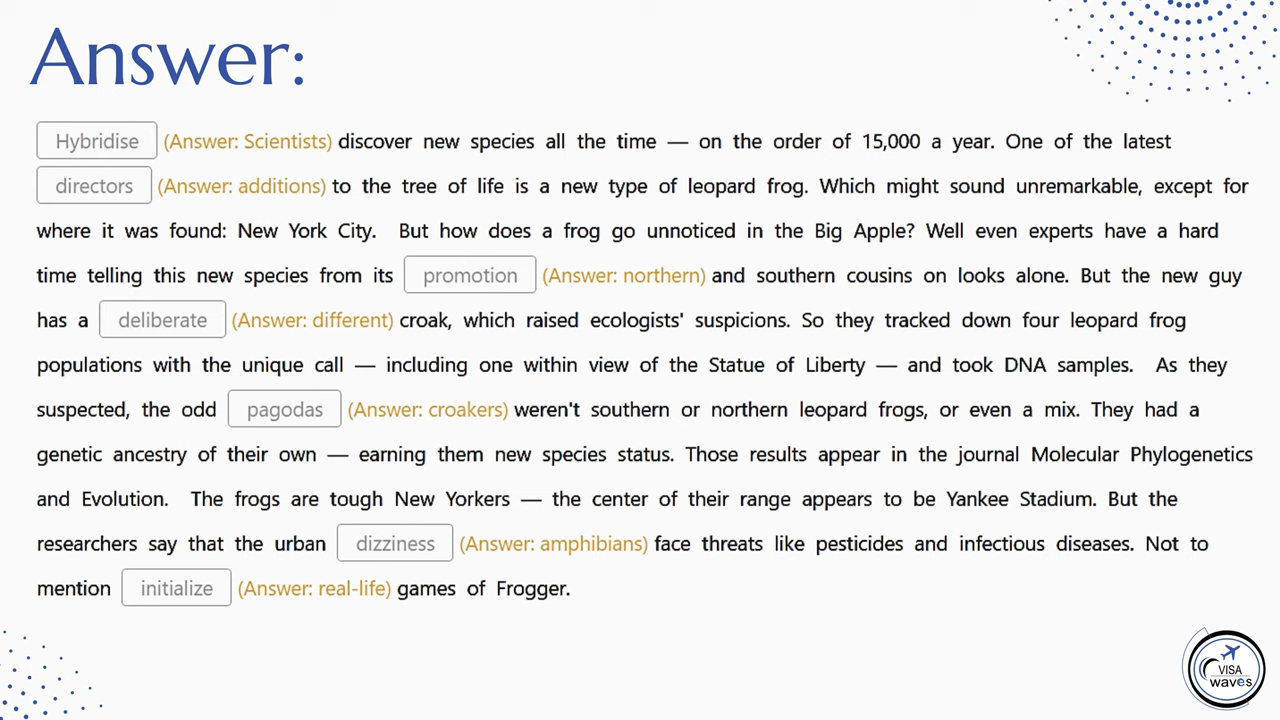 Answer:
Hybridise (Answer: Scientists) discover new species all the time — on the order of 15,000 a year. One of the latest
directors (Answer: additions) to the tree of life is a new type of leopard frog. Which might sound unremarkable, except for
where it was found: New York City. But how does a frog go unnoticed in the Big Apple? Well even experts have a hard
time telling this new species from its promotion (Answer: northern) and southern cousins on looks alone. But the new guy
has a deliberate (Answer: different) croak, which raised ecologists' suspicions. So they tracked down four leopard frog
populations with the unique call — including one within view of the Statue of Liberty — and took DNA samples. As they
suspected, the odd pagodas (Answer: croakers) weren't southern or northern leopard frogs, or even a mix. They had a
genetic ancestry of their own — earning them new species status. Those results appear in the journal Molecular Phylogenetics
and Evolution. The frogs are tough New Yorkers — the center of their range appears to be Yankee Stadium. But the
researchers say that the urban dizziness (Answer: amphibians) face threats like pesticides and infectious diseases. Not to
mention initialize (Answer: real-life) games of Frogger.
VISA
waves